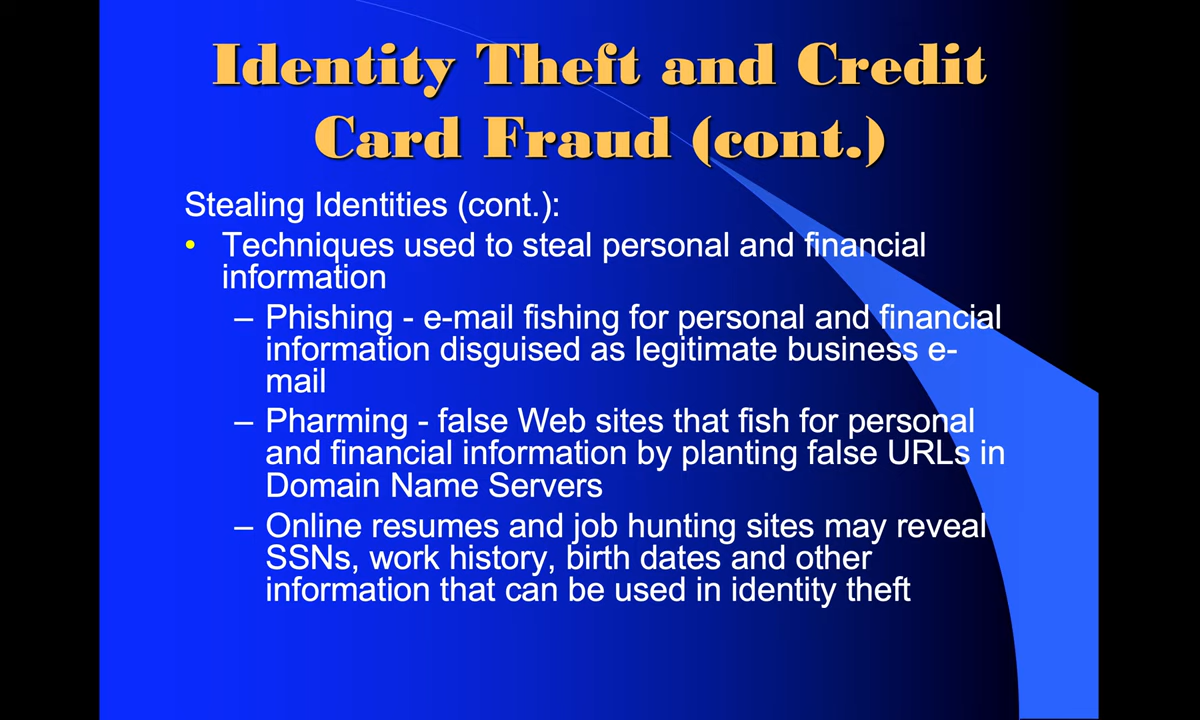 Identity Theft and Credit
Card Fraud (cont.)
Stealing Identities (cont.):
• Techniques used to steal personal and financial
information
– Phishing - e-mail fishing for personal and financial
information disguised as legitimate business e-
mail
– Pharming - false Web sites that fish for personal
and financial information by planting false URLs in
Domain Name Servers
– Online resumes and job hunting sites may reveal
SSNs, work history, birth dates and other
information that can be used in identity theft